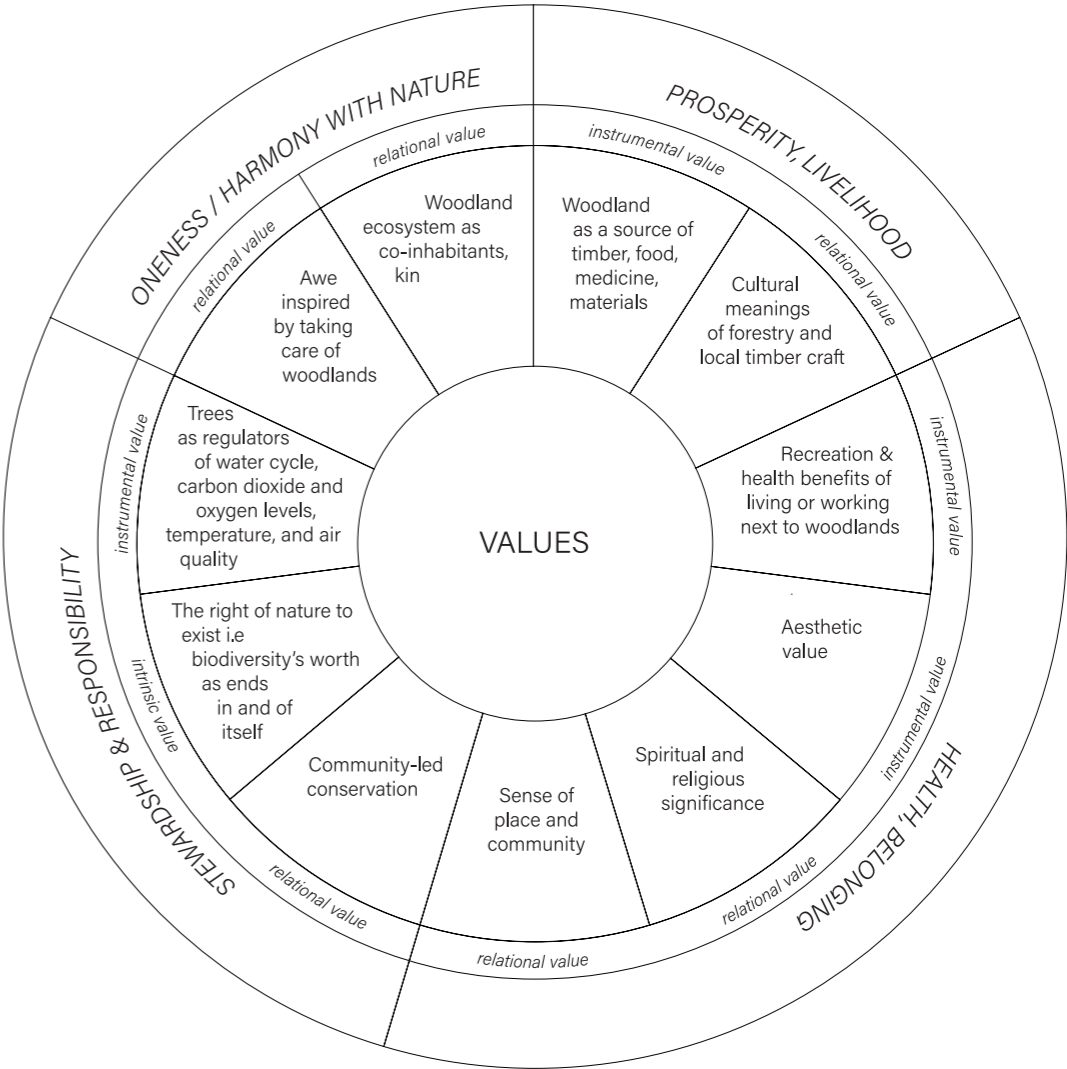 ONENESS / HARMONY WITH NATURE
PROSPERITY, LIVELIHOOD
HEALTH, BELONGING
STEWARDSHIP & RESPONSIBILITY
relational value
Woodland
ecosystem as
co-inhabitants,
kin
instrumental value
Woodland
as a source of
timber, food,
medicine,
materials
relational value
Cultural
meanings
of forestry and
local timber craft
instrumental value
Recreation &
health benefits of
living or working
next to woodlands
instrumental value
Aesthetic
value
relational value
Spiritual and
religious
significance
relational value
Sense of
place and
community
relational value
Community-led
conservation
intrinsic value
The right of nature to
exist i.e
biodiversity's worth
as ends
in and of
itself
instrumental value
Trees
as regulators
of water cycle,
carbon dioxide and
oxygen levels,
temperature, and air
quality
relational value
Awe
inspired
by taking
care of
woodlands
VALUES